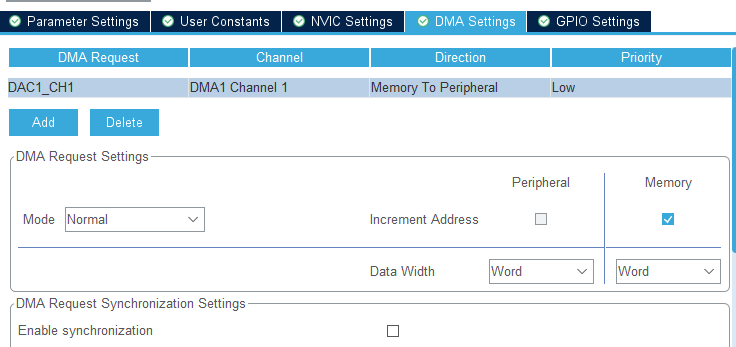 Parameter Settings User Constants NVIC Settings DMA Settings GPIO Settings
DMA Request Channel Direction Priority
DAC1_CH1 DMA1 Channel 1 Memory To Peripheral Low
Add Delete
DMA Request Settings
Peripheral Memory
Mode Normal Increment Address
Data Width Word Word
DMA Request Synchronization Settings
Enable synchronization